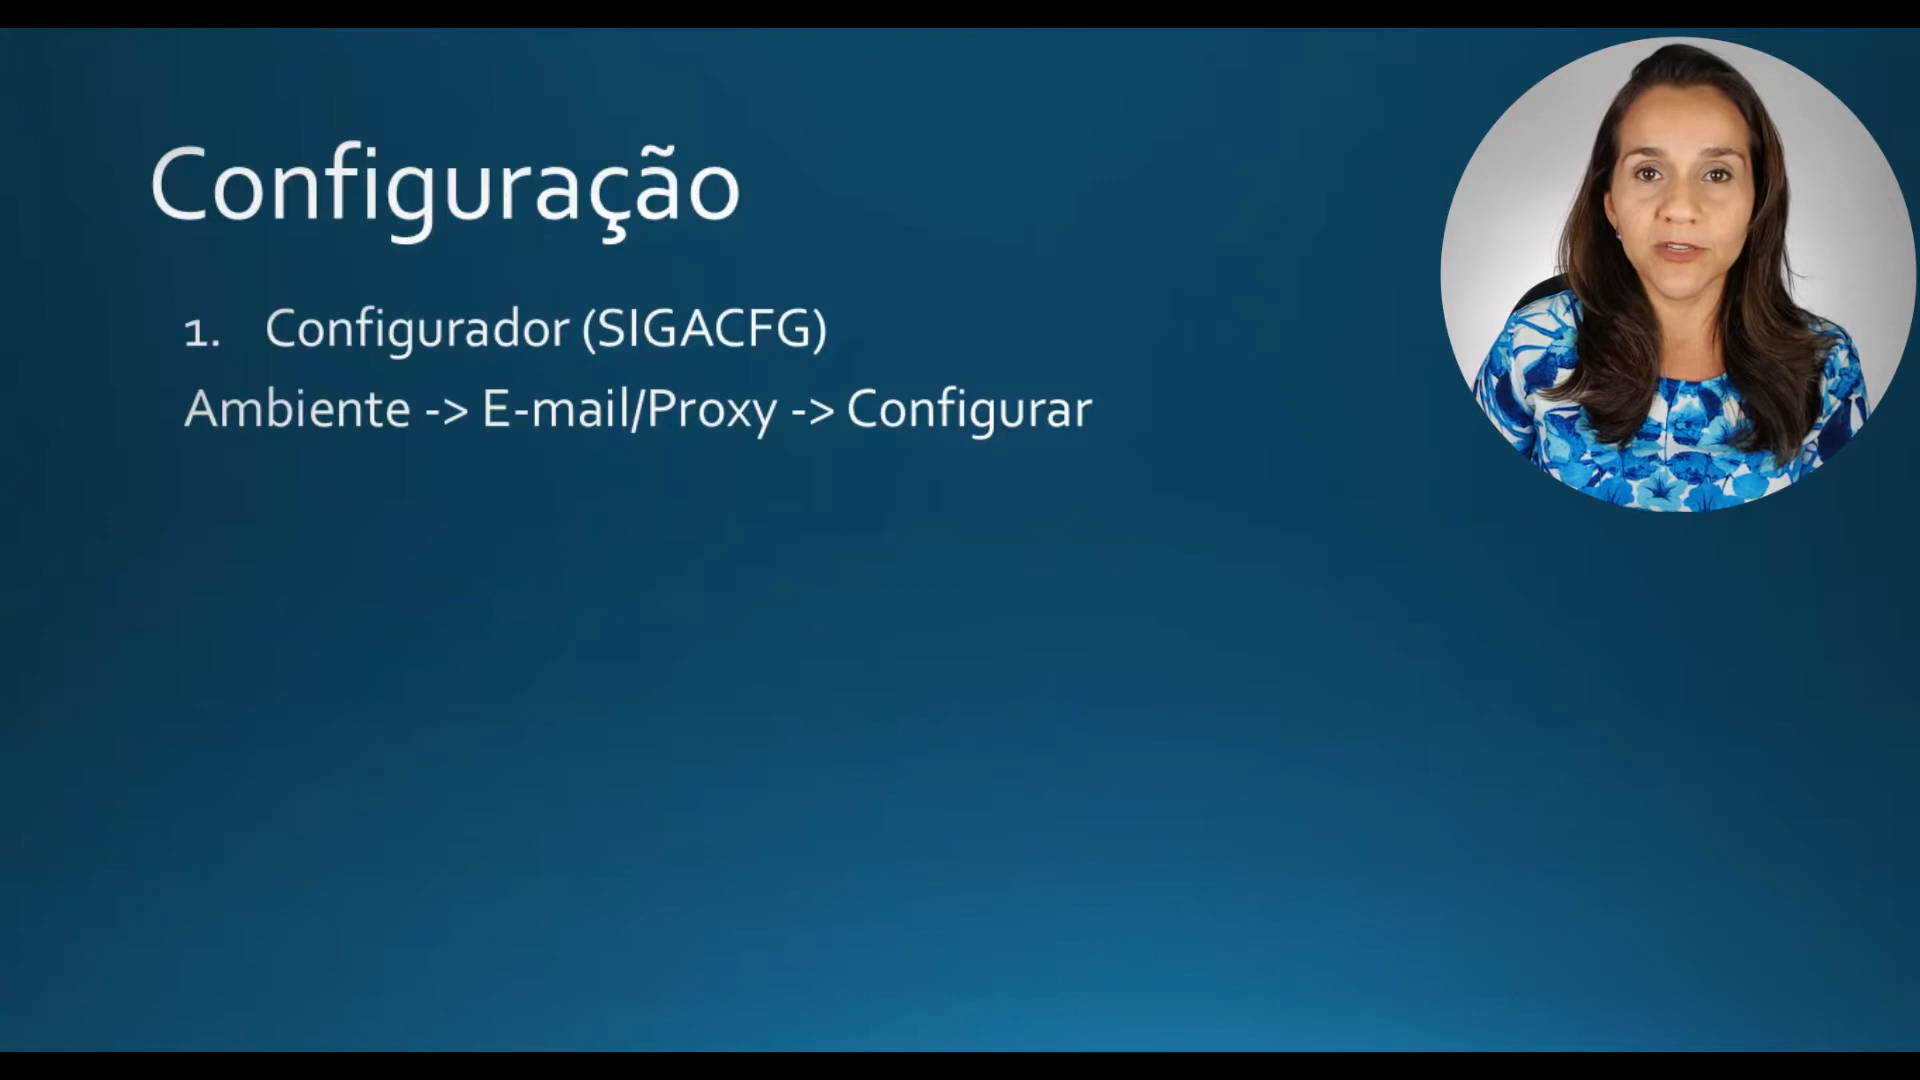 Configuração
1. Configurador (SIGACFG)
Ambiente -> E-mail/Proxy -> Configurar